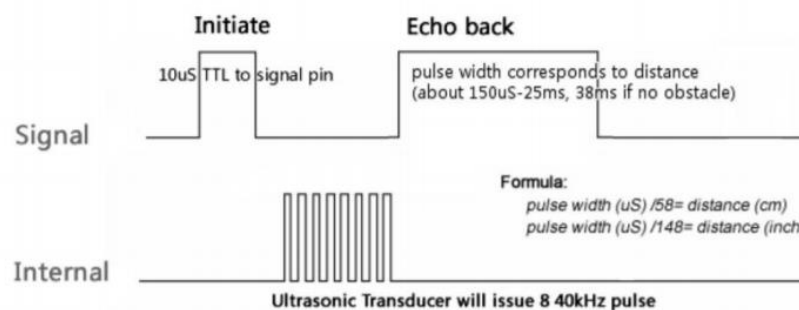 Initiate
Echo back
10uS TTL to signal pin
pulse width corresponds to distance
(about 150uS-25ms, 38ms if no obstacle)
Signal
Formula:
pulse width (uS) /58= distance (cm)
pulse width (uS) /148= distance (inch
Internal
Ultrasonic Transducer will issue 8 40kHz pulse